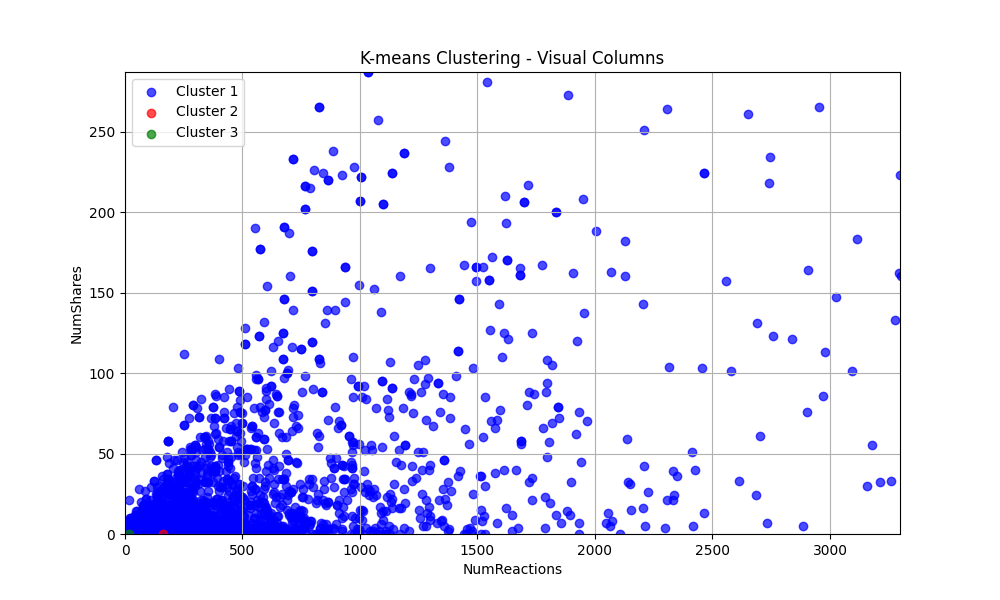 K-means Clustering - Visual Columns
Cluster 1
Cluster 2
Cluster 3
NumShares
250
200
150
100
50
0
0 500 1000 1500 2000 2500 3000
NumReactions